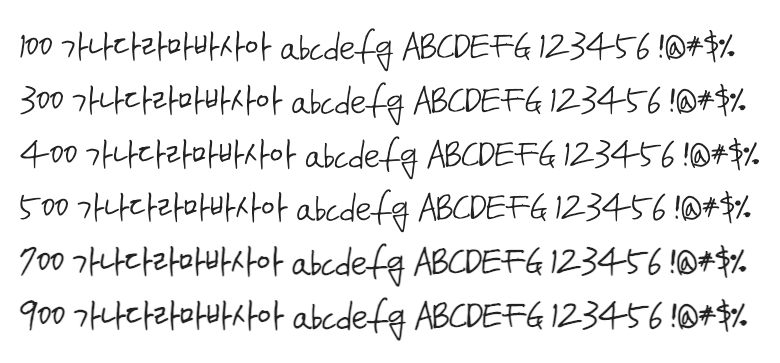 100 가나다라마바사아 abcdefg ABCDEFG 123456 !@#$%
300 가나다라마바사아 abcdefg ABCDEFG 123456 !@#$%
400 가나다라마바사아 abcdefg ABCDEFG 123456 !@#$%
500 가나다라마바사아 abcdefg ABCDEFG 123456 !@#$%
700 가나다라마바사아 abcdefg ABCDEFG 123456 !@#$%
900 가나다라마바사아 abcdefg ABCDEFG 123456 !@#$%